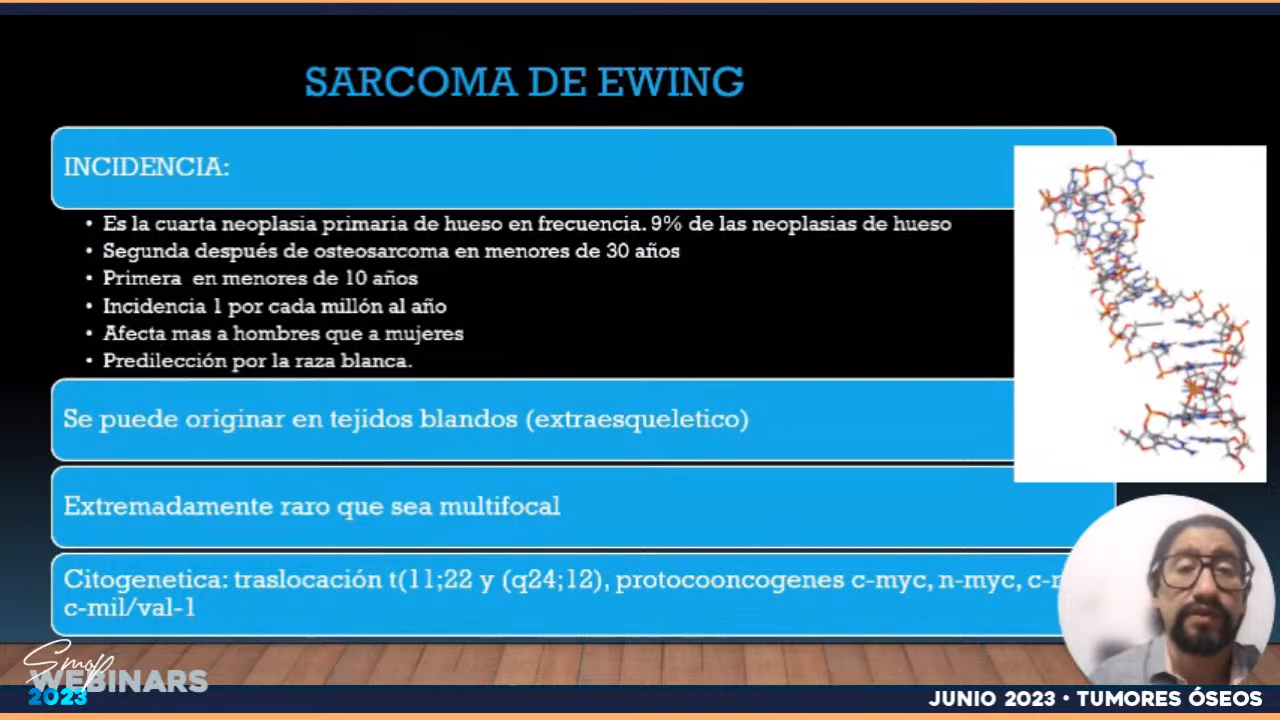 SARCOMA DE EWING
INCIDENCIA:
• Es la cuarta neoplasia primaria de hueso en frecuencia. 9% de las neoplasias de hueso
• Segunda después de osteosarcoma en menores de 30 años
• Primera en menores de 10 años
• Incidencia 1 por cada millón al año
• Afecta mas a hombres que a mujeres
• Predilección por la raza blanca.
Se puede originar en tejidos blandos (extraesqueletico)
Extremadamente raro que sea multifocal
Citogenetica: traslocación t(11;22 y (q24;12), protocooncogenes c-myc, n-myc,
c-mil/val-1
Smop
WEBINARS
2023
JUNIO 2023 • TUMORES ÓSEOS